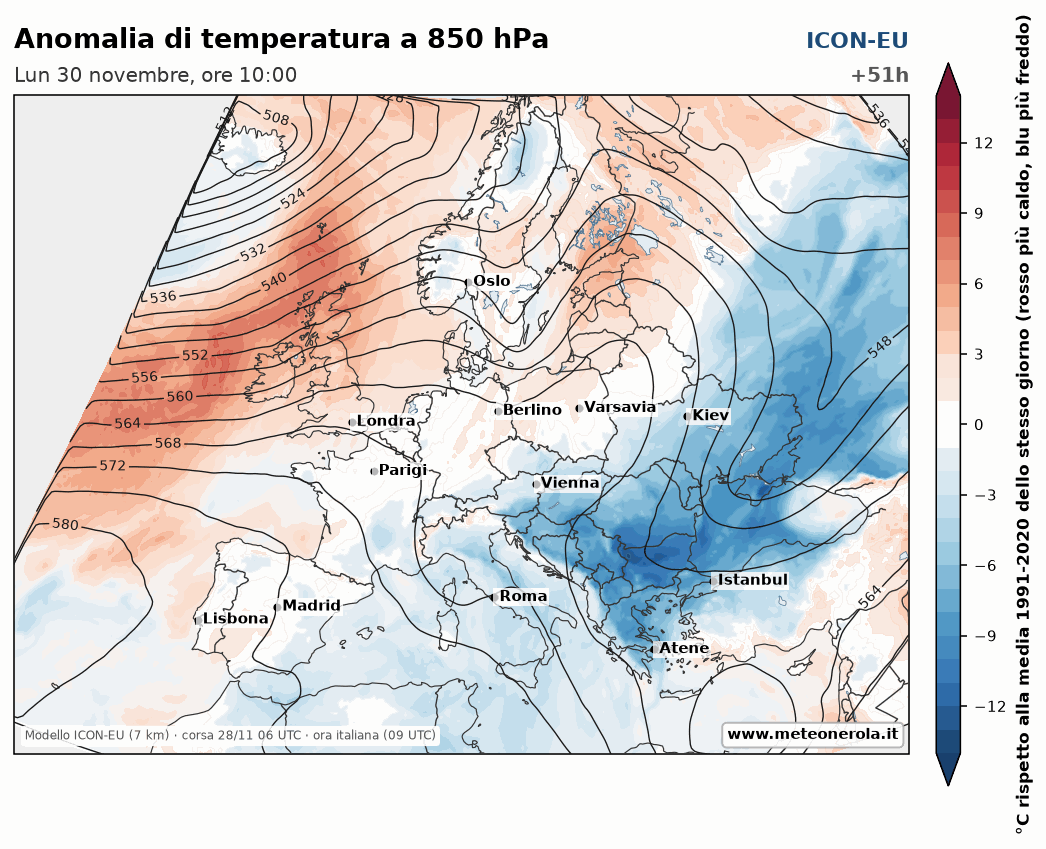 Anomalia di temperatura a 850 hPa
ICON-EU
Lun 30 novembre, ore 10:00
+51h
508
524
532
536
540
552
556
560
564
568
572
580
536
548
564
Oslo
Berlino
Varsavia
Kiev
Londra
Parigi
Vienna
Istanbul
Roma
Madrid
Lisbona
Atene
Modello ICON-EU (7 km) · corsa 28/11 06 UTC · ora italiana (09 UTC)
www.meteonerola.it
12
9
6
3
0
−3
−6
−9
−12
°C rispetto alla media 1991-2020 dello stesso giorno (rosso più caldo, blu più freddo)